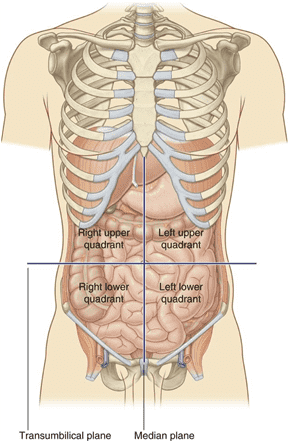 Right upper
quadrant
Left upper
quadrant
Right lower
quadrant
Left lower
quadrant
Transumbilical plane
Median plane